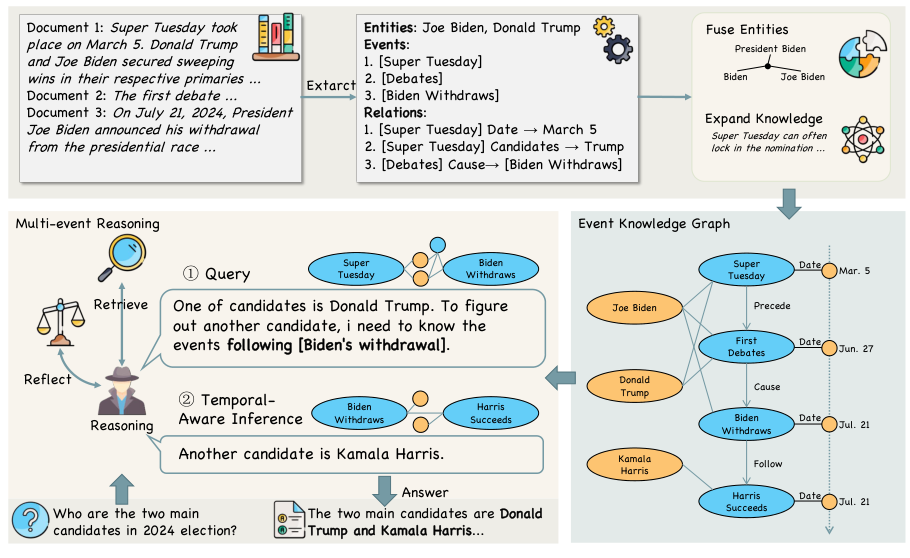 Document 1: Super Tuesday took
place on March 5. Donald Trump
and Joe Biden secured sweeping
wins in their respective primaries ...
Document 2: The first debate ...
Document 3: On July 21, 2024, President
Joe Biden announced his withdrawal
from the presidential race ...
Extarct
Entities: Joe Biden, Donald Trump
Events:
1. [Super Tuesday]
2. [Debates]
3. [Biden Withdraws]
Relations:
1. [Super Tuesday] Date → March 5
2. [Super Tuesday] Candidates → Trump
3. [Debates] Cause→ [Biden Withdraws]
Fuse Entities
President Biden
Biden
Joe Biden
Expand Knowledge
Super Tuesday can often
lock in the nomination ...
Multi-event Reasoning
Retrieve
Reflect
Reasoning
① Query
Super
Tuesday
Biden
Withdraws
One of candidates is Donald Trump. To figure
out another candidate, i need to know the
events following [Biden's withdrawal].
② Temporal-
Aware Inference
Biden
Withdraws
Harris
Succeeds
Another candidate is Kamala Harris.
Answer
?
Who are the two main
candidates in 2024 election?
The two main candidates are Donald
Trump and Kamala Harris...
Event Knowledge Graph
Super
Tuesday
Date
Mar. 5
Joe Biden
Precede
First
Debates
Date
Jun. 27
Donald
Trump
Cause
Biden
Withdraws
Date
Jul. 21
Kamala
Harris
Follow
Harris
Succeeds
Date
Jul. 21